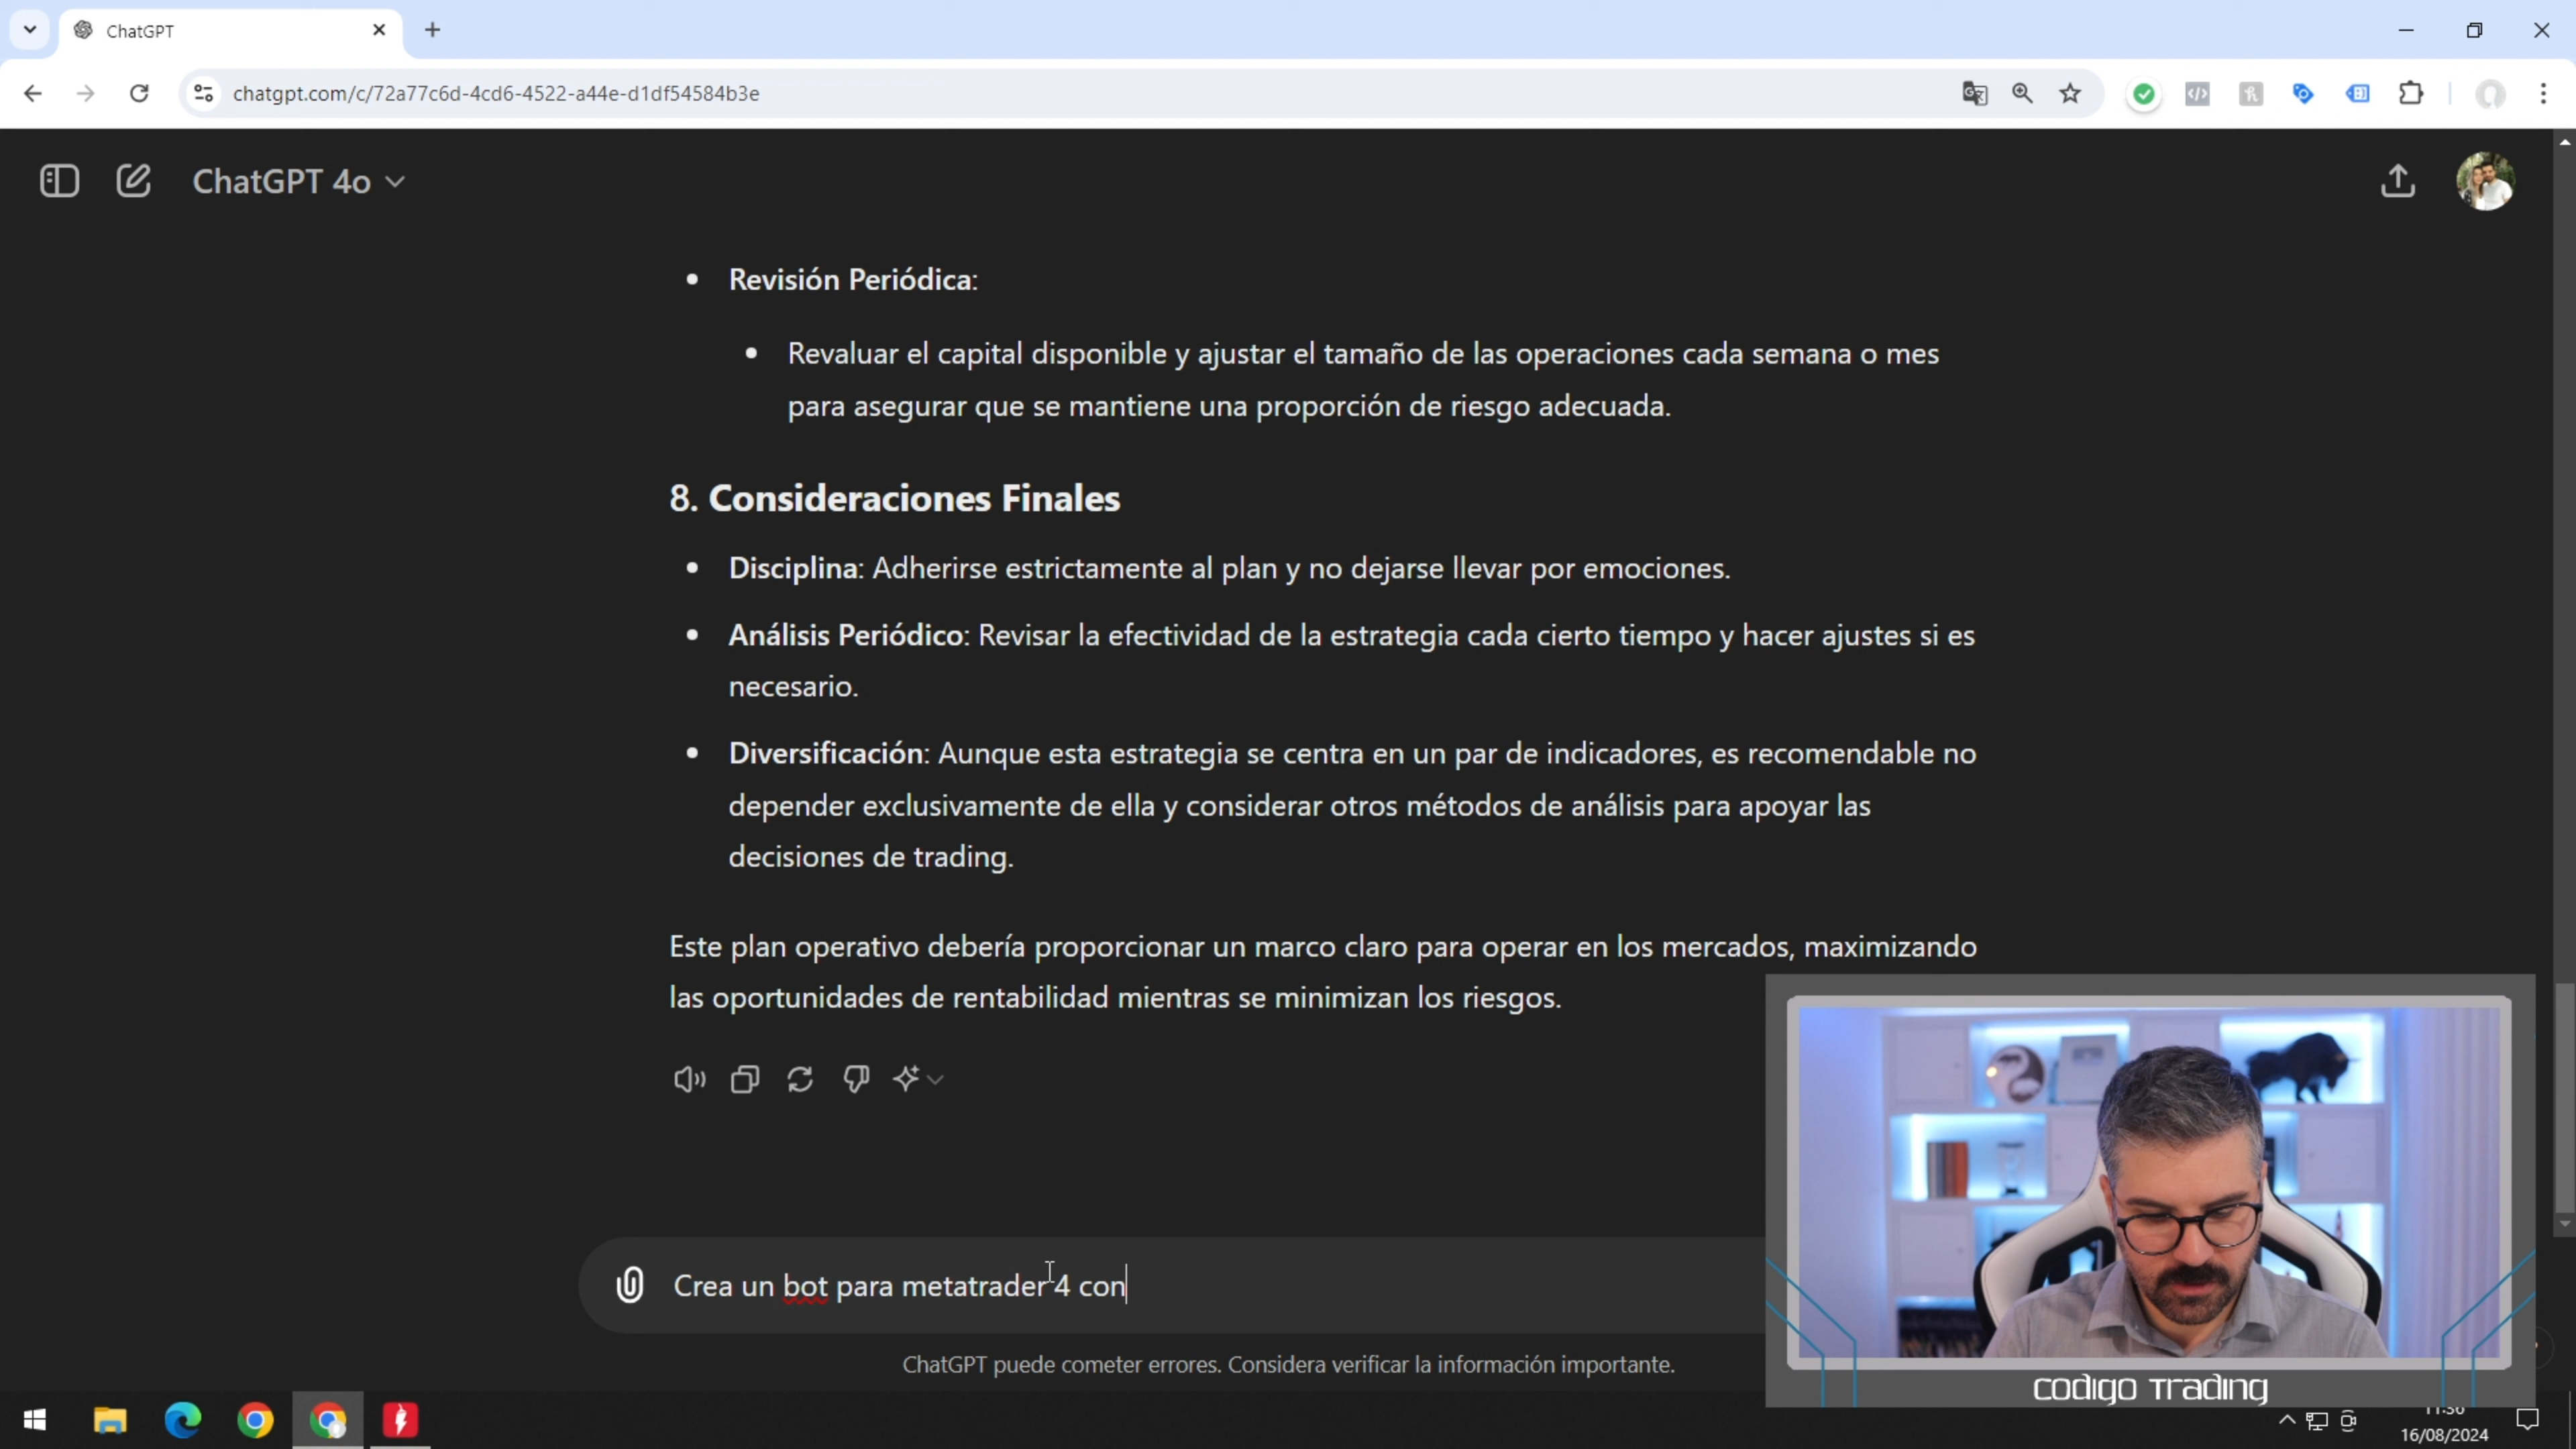 ChatGPT
chatgpt.com/c/72a77c6d-4cd6-4522-a44e-d1df54584b3e
ChatGPT 4o
• Revisión Periódica:
• Revaluar el capital disponible y ajustar el tamaño de las operaciones cada semana o mes
para asegurar que se mantiene una proporción de riesgo adecuada.
8. Consideraciones Finales
• Disciplina: Adherirse estrictamente al plan y no dejarse llevar por emociones.
• Análisis Periódico: Revisar la efectividad de la estrategia cada cierto tiempo y hacer ajustes si es
necesario.
• Diversificación: Aunque esta estrategia se centra en un par de indicadores, es recomendable no
depender exclusivamente de ella y considerar otros métodos de análisis para apoyar las
decisiones de trading.
Este plan operativo debería proporcionar un marco claro para operar en los mercados, maximizando
las oportunidades de rentabilidad mientras se minimizan los riesgos.
Crea un bot para metatrader 4 con
ChatGPT puede cometer errores. Considera verificar la información importante.
codigo Trading
11:36
16/08/2024